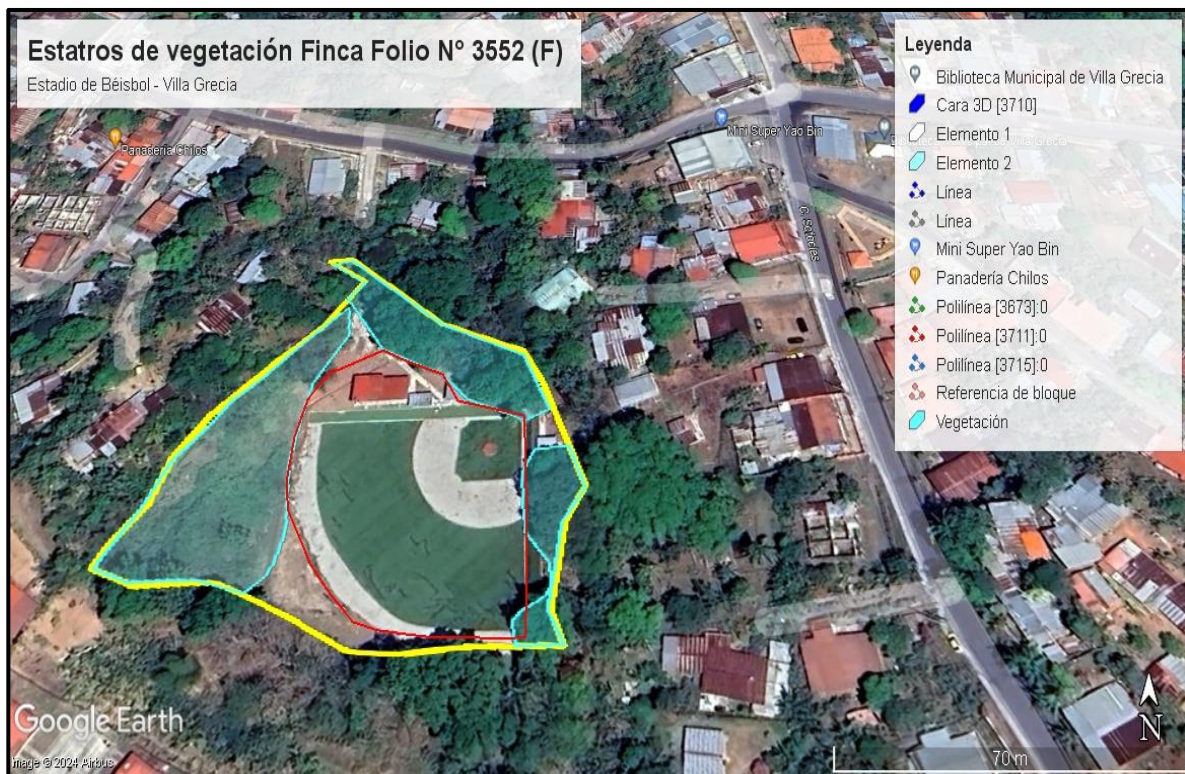 Estatros de vegetación Finca Folio N° 3552 (F)
Estadio de Béisbol - Villa Grecia
Leyenda
Biblioteca Municipal de Villa Grecia
Cara 3D [3710]
Elemento 1
Elemento 2
Línea
Línea
Mini Super Yao Bin
Panadería Chilos
Polilínea [3673]:0
Polilínea [3711]:0
Polilínea [3715]:0
Referencia de bloque
Vegetación
Mini Super Yao Bin
Panadería Chilos
Google Earth
Image © 2024 Airbus
N
70 m